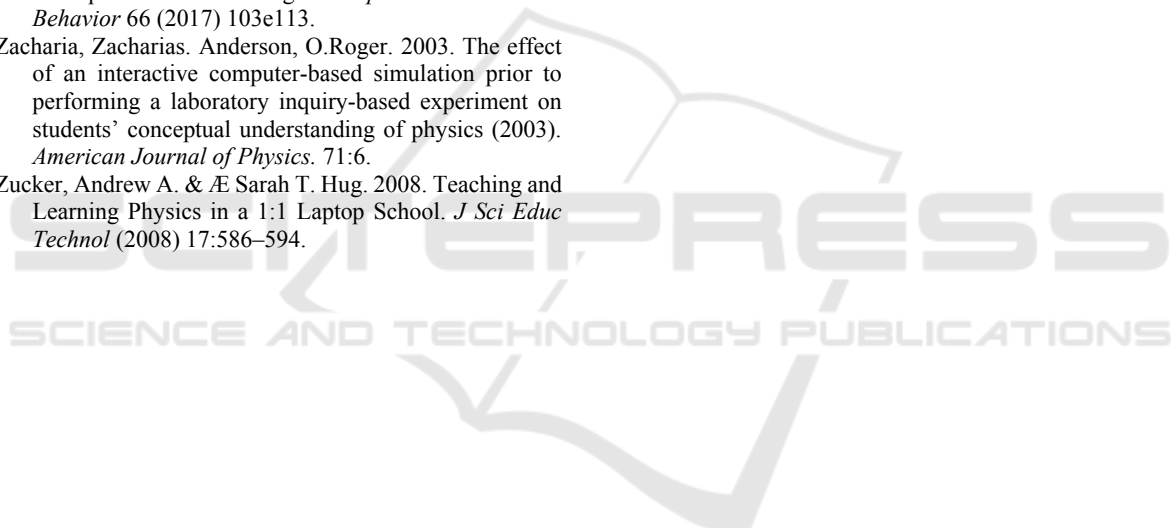 Behavior 66 (2017) 103e113.
Zacharia, Zacharias. Anderson, O.Roger. 2003. The effect
of an interactive computer-based simulation prior to
performing a laboratory inquiry-based experiment on
students’ conceptual understanding of physics (2003).
American Journal of Physics. 71:6.
Zucker, Andrew A. & Æ Sarah T. Hug. 2008. Teaching and
Learning Physics in a 1:1 Laptop School. J Sci Educ
Technol (2008) 17:586–594.
SCITEPRESS
SCIENCE AND TECHNOLOGY PUBLICATIONS